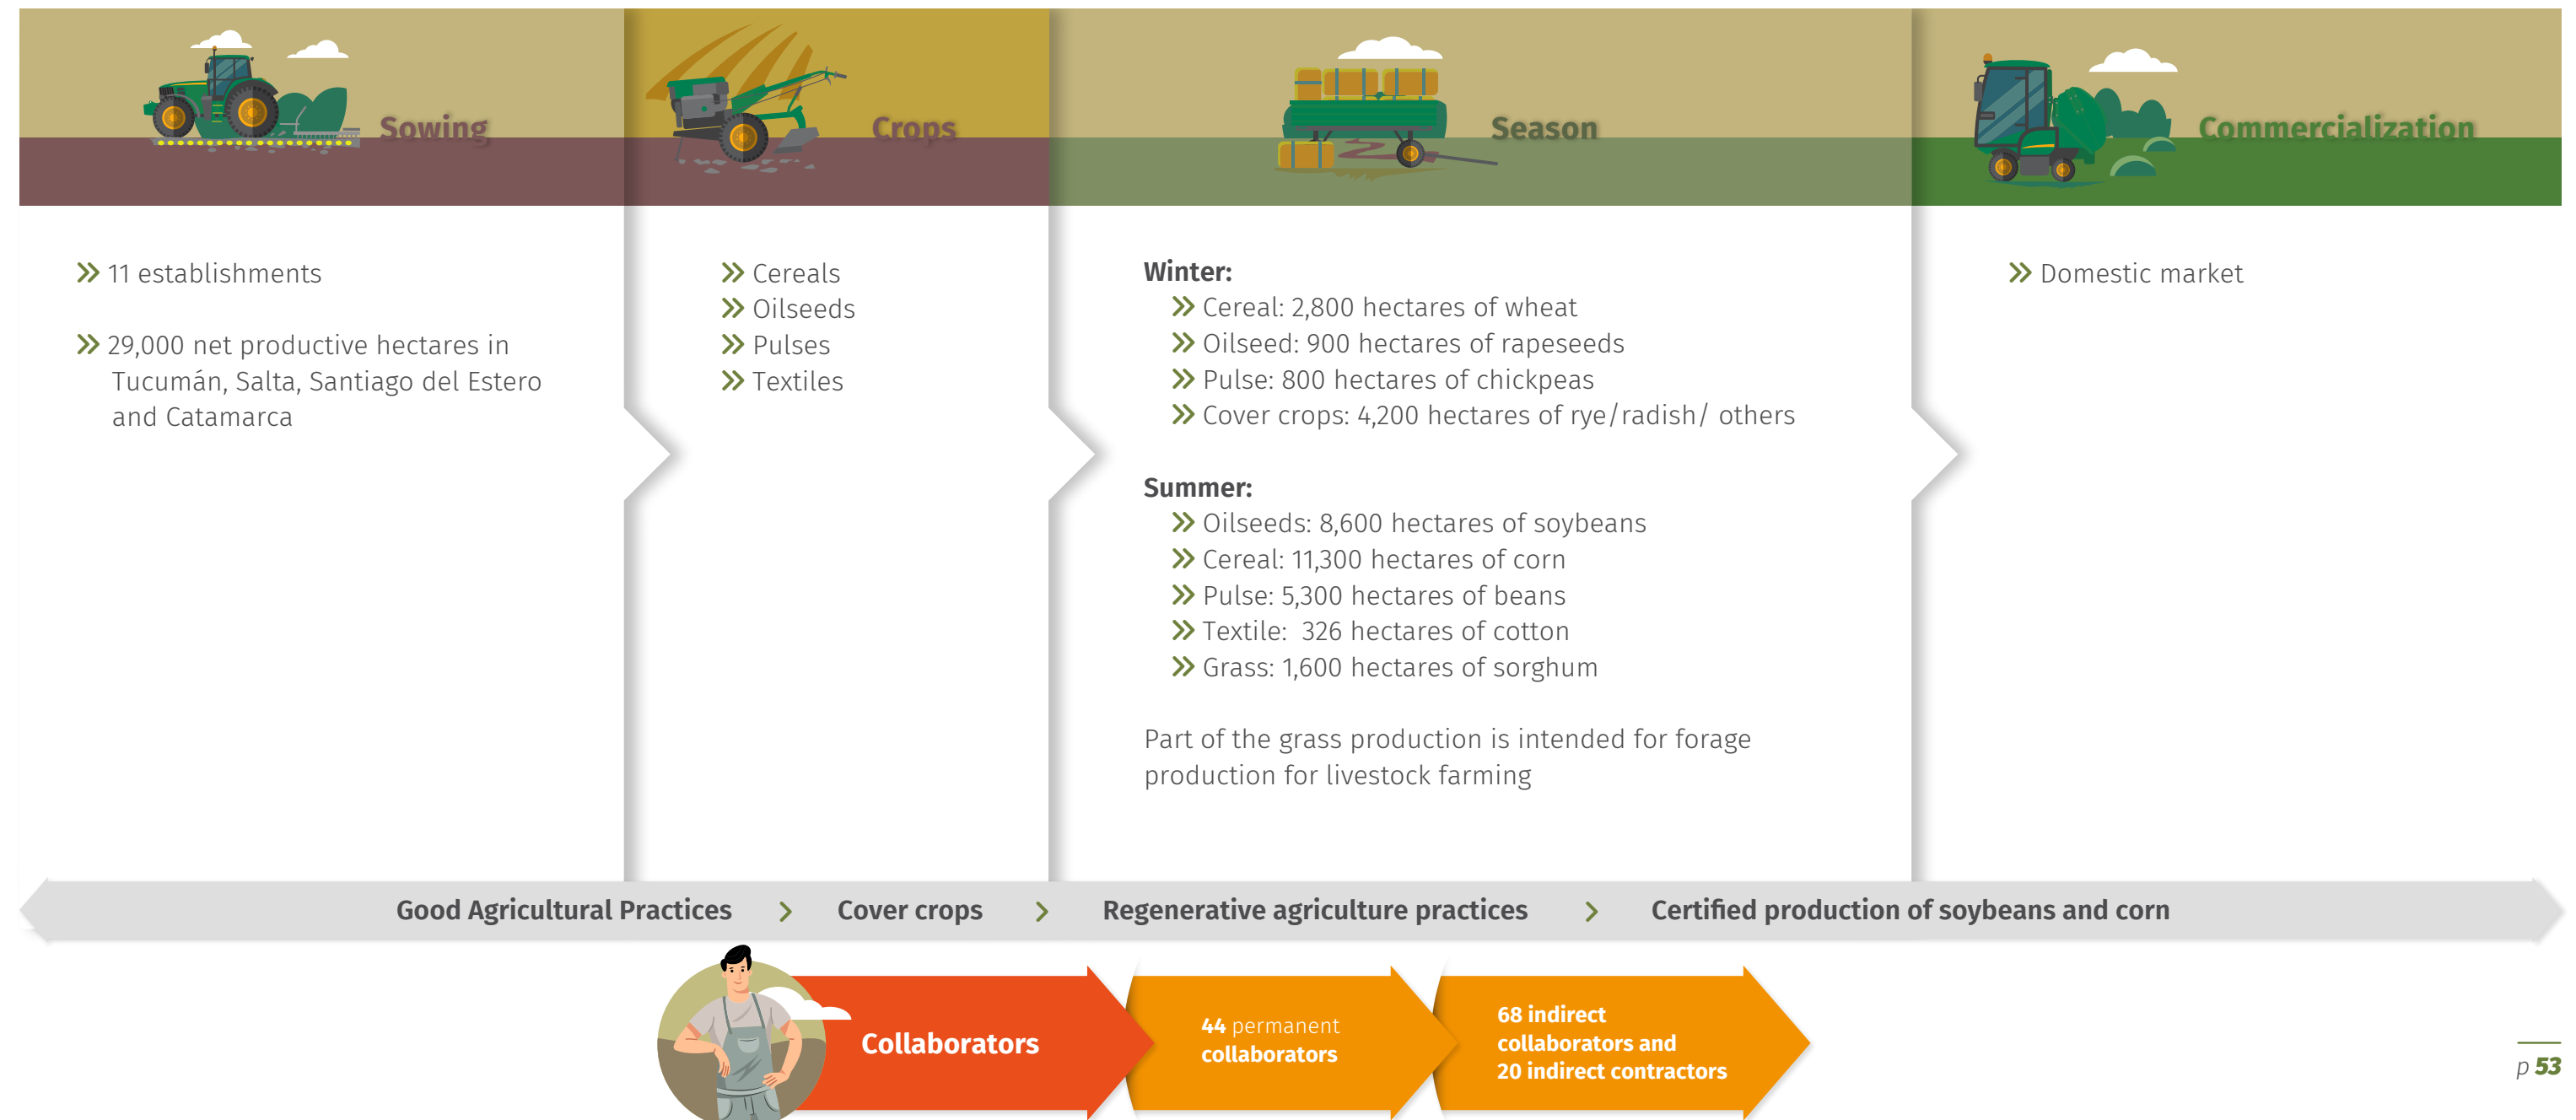 Sowing
11 establishments
29,000 net productive hectares in
Tucumán, Salta, Santiago del Estero
and Catamarca
Crops
Cereals
Oilseeds
Pulses
Textiles
Season
Winter:
Cereal: 2,800 hectares of wheat
Oilseed: 900 hectares of rapeseeds
Pulse: 800 hectares of chickpeas
Cover crops: 4,200 hectares of rye/radish/ others
Summer:
Oilseeds: 8,600 hectares of soybeans
Cereal: 11,300 hectares of corn
Pulse: 5,300 hectares of beans
Textile: 326 hectares of cotton
Grass: 1,600 hectares of sorghum
Part of the grass production is intended for forage
production for livestock farming
Commercialization
Domestic market
Good Agricultural Practices > Cover crops > Regenerative agriculture practices > Certified production of soybeans and corn
Collaborators
44 permanent
collaborators
68 indirect
collaborators and
20 indirect contractors
p 53